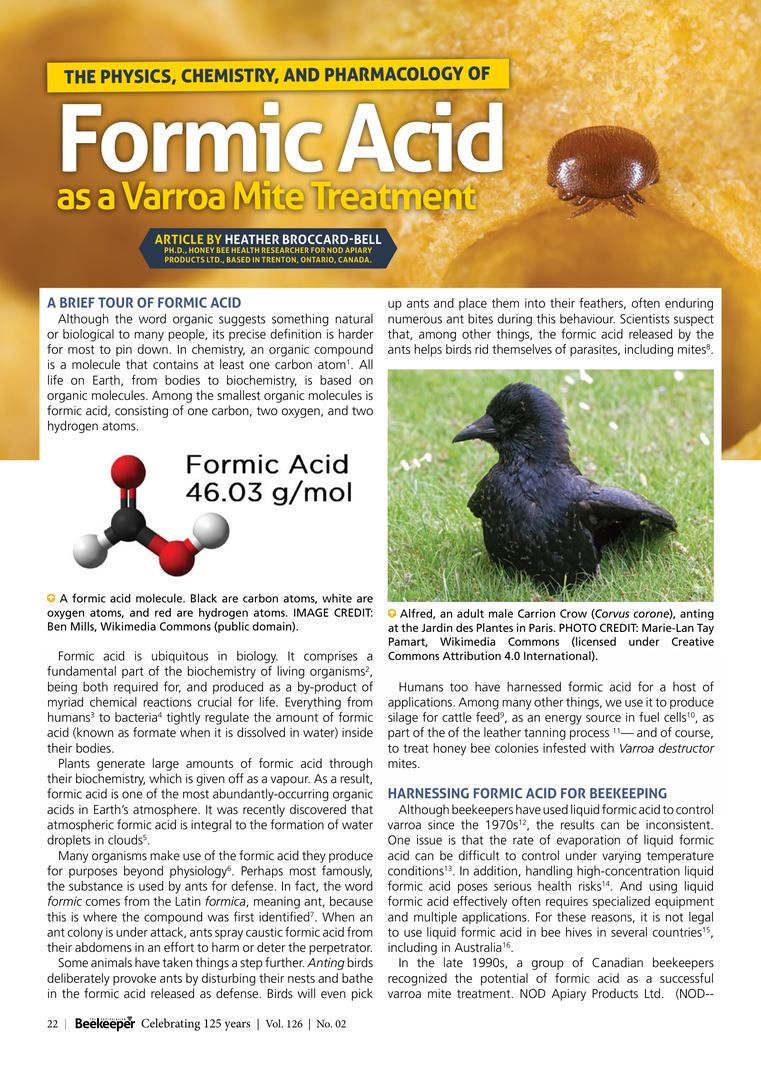 THE PHYSICS, CHEMISTRY, AND PHARMACOLOGY OF
Formic Acid
as a Varroa Mite Treatment
ARTICLE BY HEATHER BROCCARD-BELL
PH.D., HONEY BEE HEALTH RESEARCHER FOR NOD APIARY
PRODUCTS LTD., BASED IN TRENTON, ONTARIO, CANADA.
A BRIEF TOUR OF FORMIC ACID
Although the word organic suggests something natural
or biological to many people, its precise definition is harder
for most to pin down. In chemistry, an organic compound
is a molecule that contains at least one carbon atom¹. All
life on Earth, from bodies to biochemistry, is based on
organic molecules. Among the smallest organic molecules is
formic acid, consisting of one carbon, two oxygen, and two
hydrogen atoms.
Formic Acid
46.03 g/mol
A formic acid molecule. Black are carbon atoms, white are
oxygen atoms, and red are hydrogen atoms. IMAGE CREDIT:
Ben Mills, Wikimedia Commons (public domain).
Formic acid is ubiquitous in biology. It comprises a
fundamental part of the biochemistry of living organisms²,
being both required for, and produced as a by-product of
myriad chemical reactions crucial for life. Everything from
humans³ to bacteria⁴ tightly regulate the amount of formic
acid (known as formate when it is dissolved in water) inside
their bodies.
Plants generate large amounts of formic acid through
their biochemistry, which is given off as a vapour. As a result,
formic acid is one of the most abundantly-occurring organic
acids in Earth's atmosphere. It was recently discovered that
atmospheric formic acid is integral to the formation of water
droplets in clouds⁵.
Many organisms make use of the formic acid they produce
for purposes beyond physiology⁶. Perhaps most famously,
the substance is used by ants for defense. In fact, the word
formic comes from the Latin formica, meaning ant, because
this is where the compound was first identified⁷. When an
ant colony is under attack, ants spray caustic formic acid from
their abdomens in an effort to harm or deter the perpetrator.
Some animals have taken things a step further. Anting birds
deliberately provoke ants by disturbing their nests and bathe
in the formic acid released as defense. Birds will even pick
up ants and place them into their feathers, often enduring
numerous ant bites during this behaviour. Scientists suspect
that, among other things, the formic acid released by the
ants helps birds rid themselves of parasites, including mites⁸.
Alfred, an adult male Carrion Crow (Corvus corone), anting
at the Jardin des Plantes in Paris. PHOTO CREDIT: Marie-Lan Tay
Pamart, Wikimedia Commons (licensed under Creative
Commons Attribution 4.0 International).
Humans too have harnessed formic acid for a host of
applications. Among many other things, we use it to produce
silage for cattle feed⁹, as an energy source in fuel cells¹⁰, as
part of the of the leather tanning process ¹¹— and of course,
to treat honey bee colonies infested with Varroa destructor
mites.
HARNESSING FORMIC ACID FOR BEEKEEPING
Although beekeepers have used liquid formic acid to control
varroa since the 1970s¹², the results can be inconsistent.
One issue is that the rate of evaporation of liquid formic
acid can be difficult to control under varying temperature
conditions¹³. In addition, handling high-concentration liquid
formic acid poses serious health risks¹⁴. And using liquid
formic acid effectively often requires specialized equipment
and multiple applications. For these reasons, it is not legal
to use liquid formic acid in bee hives in several countries¹⁵,
including in Australia¹⁶.
In the late 1990s, a group of Canadian beekeepers
recognized the potential of formic acid as a successful
varroa mite treatment. NOD Apiary Products Ltd. (NOD--
22 | Beekeeper Celebrating 125 years | Vol. 126 | No. 02